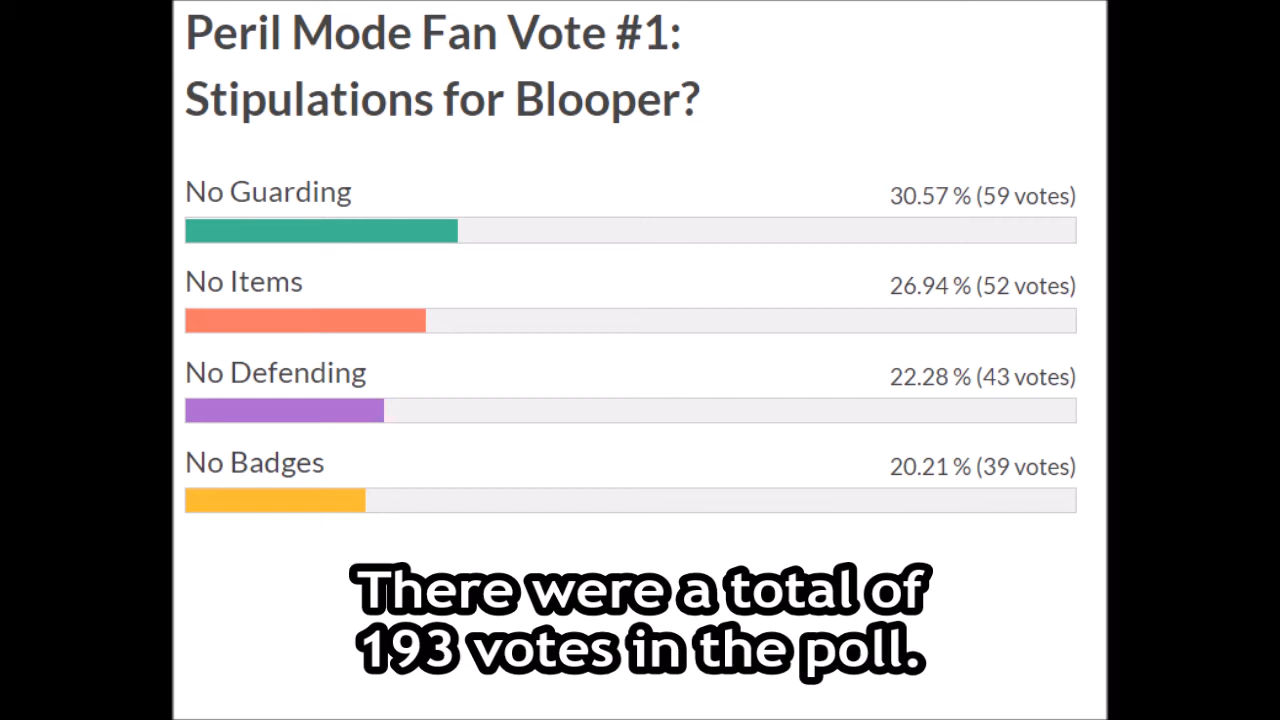 Peril Mode Fan Vote #1:
Stipulations for Blooper?
No Guarding 30.57 % (59 votes)
No Items 26.94 % (52 votes)
No Defending 22.28 % (43 votes)
No Badges 20.21 % (39 votes)
There were a total of
193 votes in the poll.